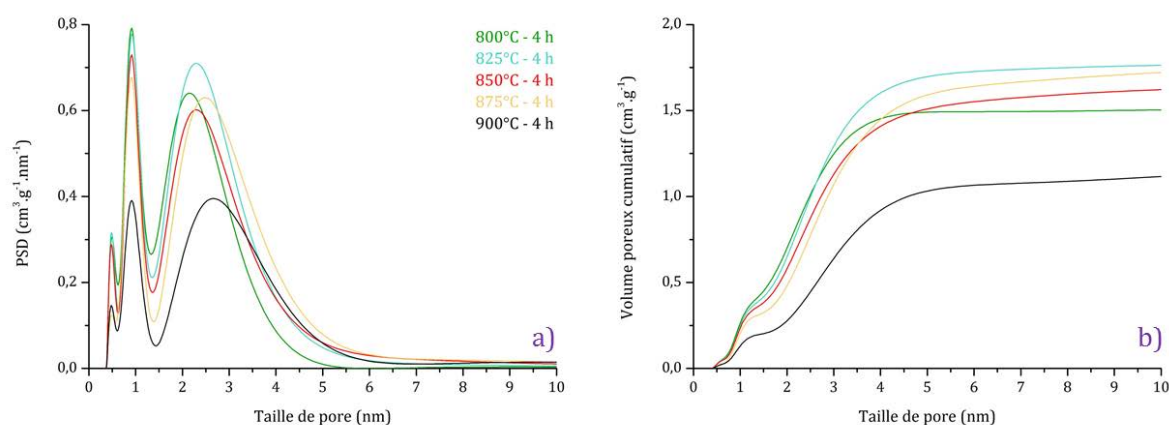 0,8
0,6
0,4
0,2
0,0
PSD (cm³.g⁻¹.nm⁻¹)
0 1 2 3 4 5 6 7 8 9 10
Taille de pore (nm)
800°C - 4 h
825°C - 4 h
850°C - 4 h
875°C - 4 h
900°C - 4 h
a)
2,0
1,5
1,0
0,5
0,0
Volume poreux cumulatif (cm³.g⁻¹)
0 1 2 3 4 5 6 7 8 9 10
Taille de pore (nm)
b)